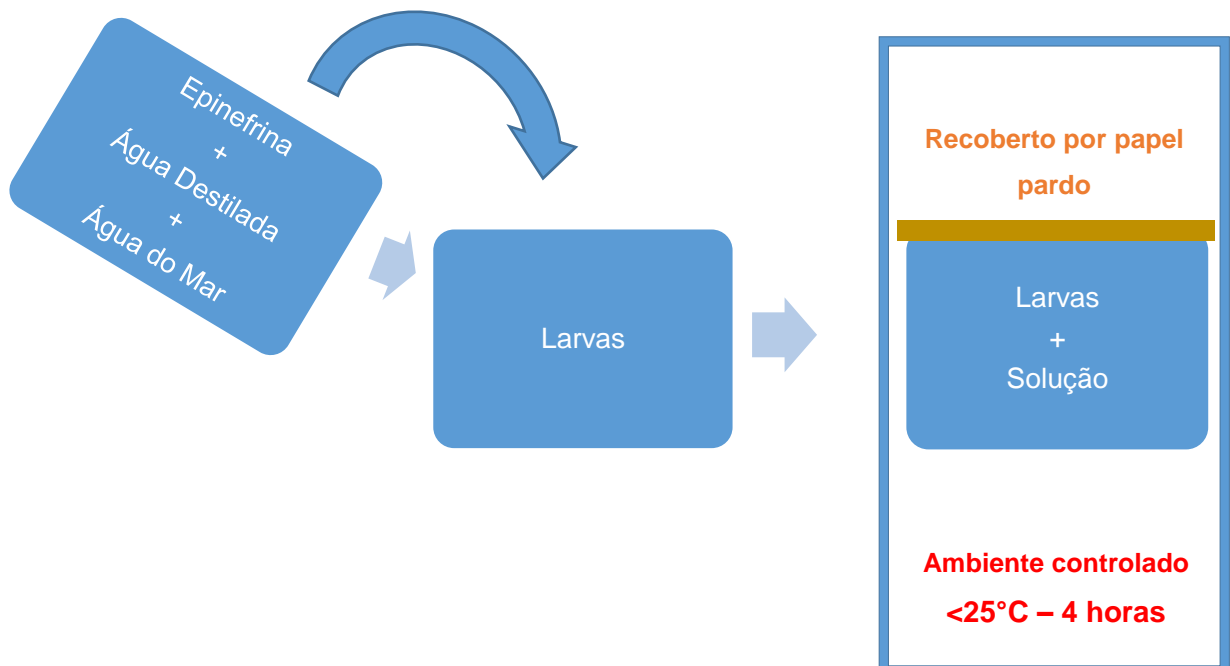 Epinefrina
+
Água Destilada
+
Água do Mar
Larvas
Recoberto por papel
pardo
Larvas
+
Solução
Ambiente controlado
<25°C – 4 horas